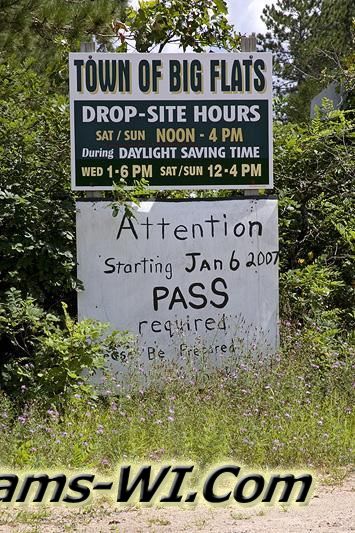 TOWN OF BIG FLATS
DROP-SITE HOURS
SAT / SUN NOON - 4 PM
During DAYLIGHT SAVING TIME
WED 1-6 PM SAT/SUN 12-4 PM
Attention
Starting JAN 6 2007
PASS
required
Be Prepared
ams-WI.Com